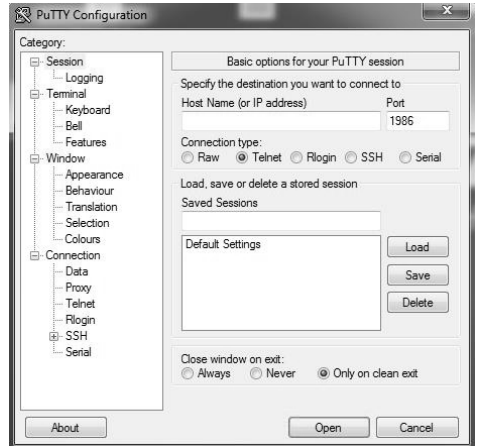 PuTTY Configuration
Category:
Session
Logging
Terminal
Keyboard
Bell
Features
Window
Appearance
Behaviour
Translation
Selection
Colours
Connection
Data
Proxy
Telnet
Rlogin
SSH
Serial
Basic options for your PuTTY session
Specify the destination you want to connect to
Host Name (or IP address) Port
1986
Connection type:
Raw Telnet Rlogin SSH Serial
Load, save or delete a stored session
Saved Sessions
Default Settings
Load
Save
Delete
Close window on exit:
Always Never Only on clean exit
About Open Cancel